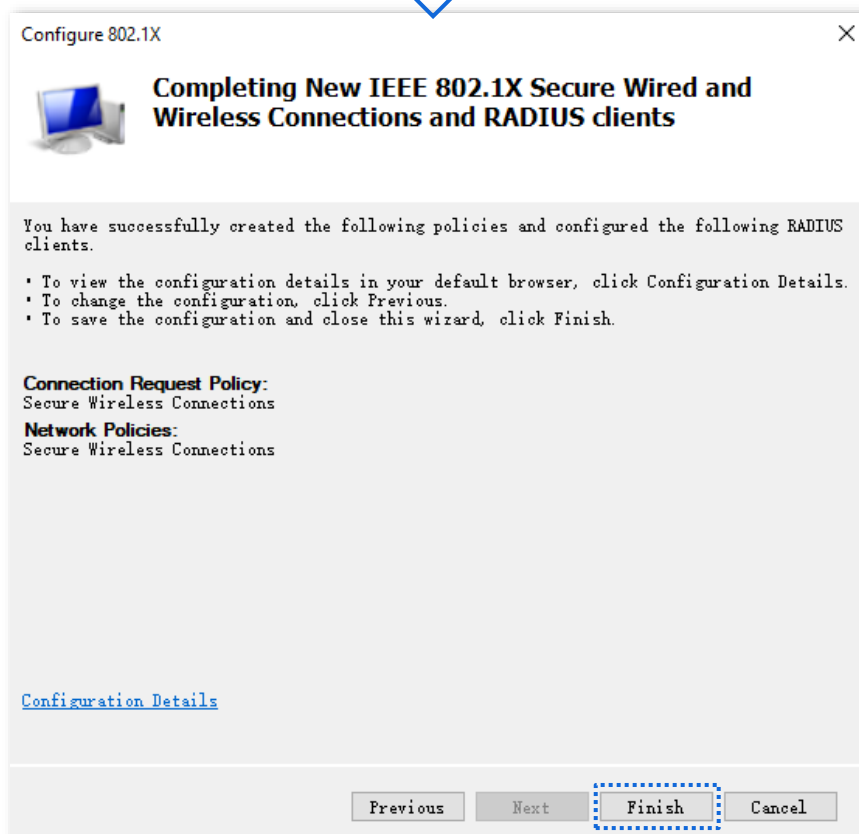 Configure 802.1X
Completing New IEEE 802.1X Secure Wired and
Wireless Connections and RADIUS clients
You have successfully created the following policies and configured the following RADIUS
clients.
• To view the configuration details in your default browser, click Configuration Details.
• To change the configuration, click Previous.
• To save the configuration and close this wizard, click Finish.
Connection Request Policy:
Secure Wireless Connections
Network Policies:
Secure Wireless Connections
Configuration Details
Previous Next Finish Cancel